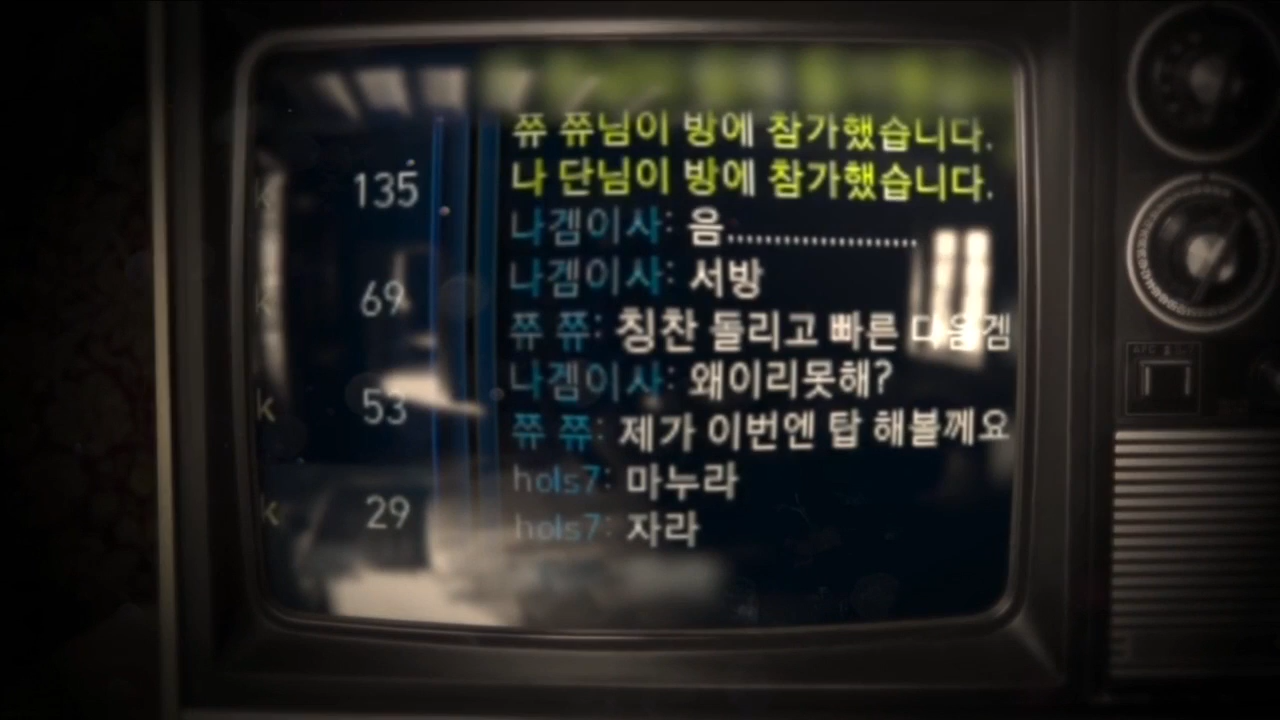 쮸 쮸님이 방에 참가했습니다.
나 단님이 방에 참가했습니다.
k 135
나겜이사: 음...................
나겜이사: 서방
k 69
쮸 쮸: 칭찬 돌리고 빠른 다음겜
나겜이사: 왜이리못해?
k 53
쮸 쮸: 제가 이번엔 탑 해볼께요
hols7: 마누라
k 29
hols7: 자라